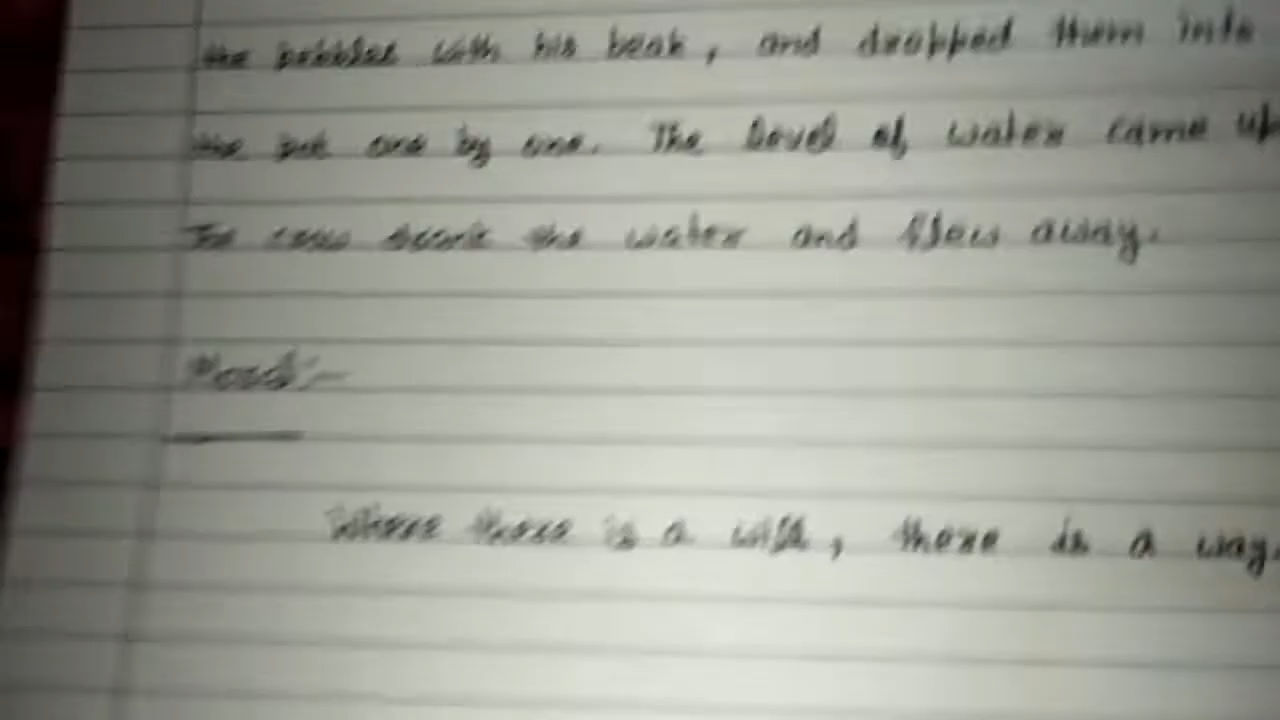 the pebbles with his beak, and dropped them into
the pot one by one. The level of water came up
The crow drank the water and flew away.
Moral:-
Where there is a will, there is a way.